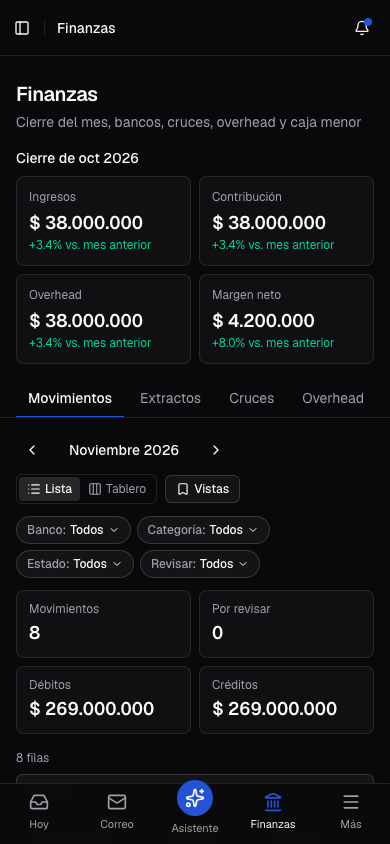 Finanzas
Finanzas
Cierre del mes, bancos, cruces, overhead y caja menor
Cierre de oct 2026
Ingresos
$ 38.000.000
+3.4% vs. mes anterior
Contribución
$ 38.000.000
+3.4% vs. mes anterior
Overhead
$ 38.000.000
+3.4% vs. mes anterior
Margen neto
$ 4.200.000
+8.0% vs. mes anterior
Movimientos Extractos Cruces Overhead
Noviembre 2026
Lista Tablero Vistas
Banco: Todos Categoría: Todos
Estado: Todos Revisar: Todos
Movimientos
8
Por revisar
0
Débitos
$ 269.000.000
Créditos
$ 269.000.000
8 filas
Hoy Correo Asistente Finanzas Más